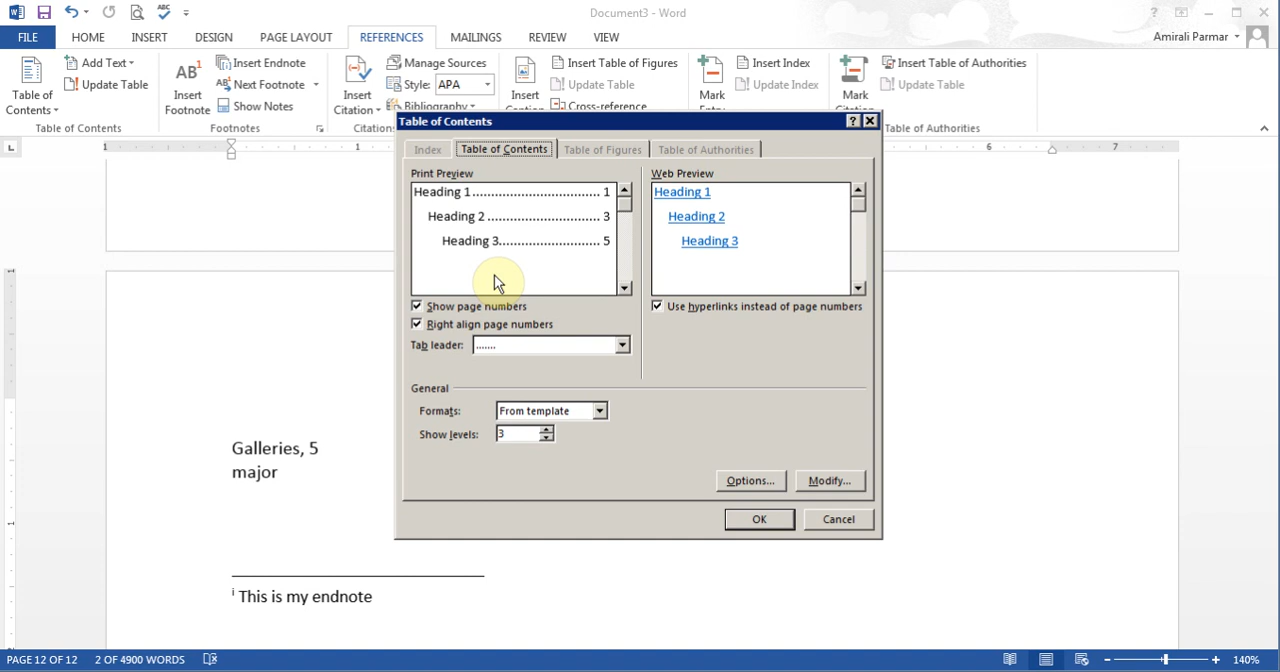 Document3 - Word
FILE HOME INSERT DESIGN PAGE LAYOUT REFERENCES MAILINGS REVIEW VIEW Amirali Parmar
Table of Contents
Add Text
Update Table
Table of Contents
AB1
Insert Footnote
Insert Endnote
Next Footnote
Show Notes
Footnotes
Insert Citation
Manage Sources
Style: APA
Bibliography
Insert
Insert Table of Figures
Update Table
Cross-reference
Mark
Insert Index
Update Index
Mark
Insert Table of Authorities
Update Table
Table of Authorities
1 1 6 7
Table of Contents
Index Table of Contents Table of Figures Table of Authorities
Print Preview
Heading 1.......................... 1
Heading 2....................... 3
Heading 3..................... 5
Show page numbers
Right align page numbers
Tab leader: .......
Web Preview
Heading 1
Heading 2
Heading 3
Use hyperlinks instead of page numbers
General
Formats: From template
Show levels: 3
Options... Modify...
OK Cancel
Galleries, 5
major
i This is my endnote
PAGE 12 OF 12 2 OF 4900 WORDS 140%